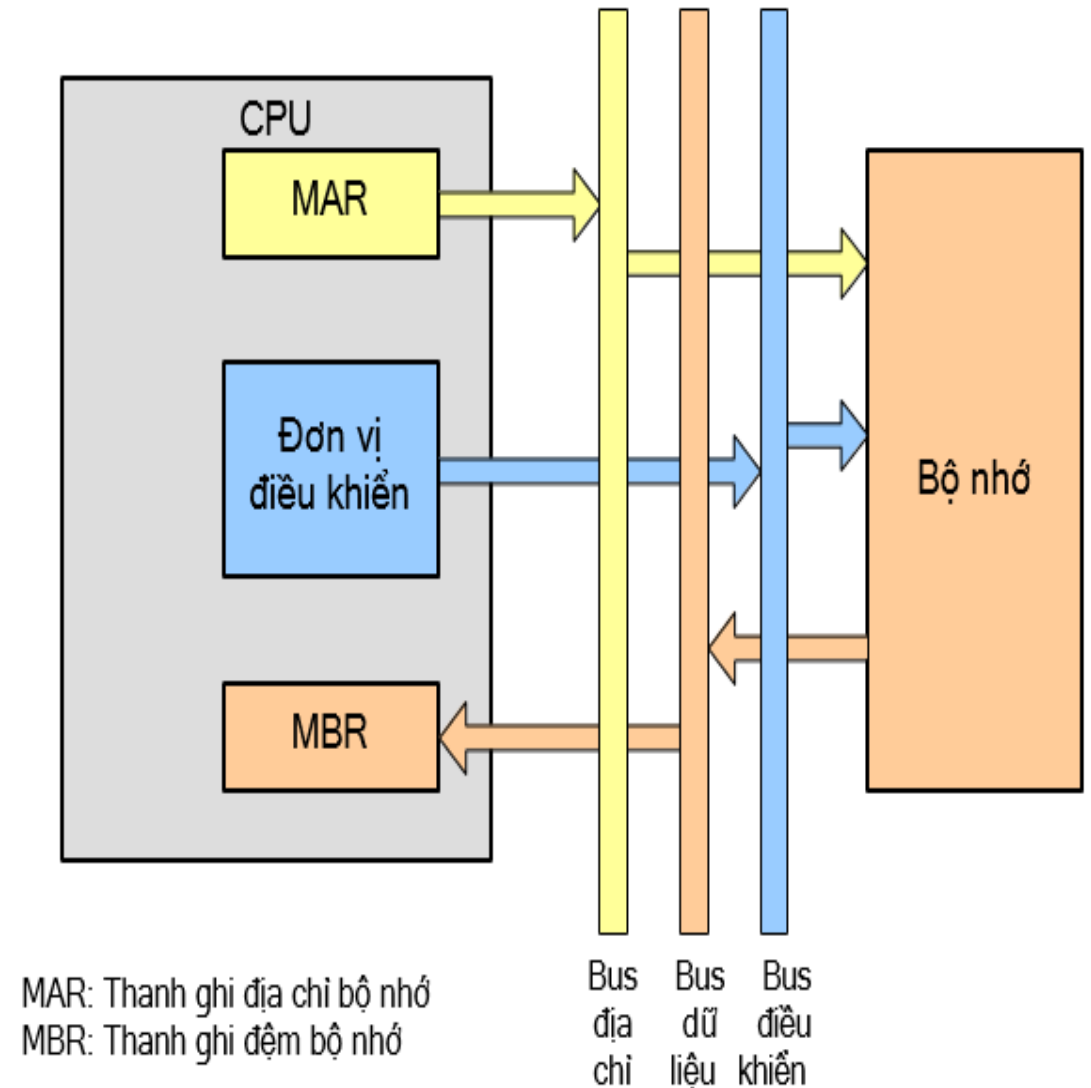 CPU
MAR
Đơn vị
điều khiển
Bộ nhớ
MBR
MAR: Thanh ghi địa chỉ bộ nhớ
MBR: Thanh ghi đệm bộ nhớ
Bus
địa
chỉ
Bus
dữ
liệu
Bus
điều
khiển